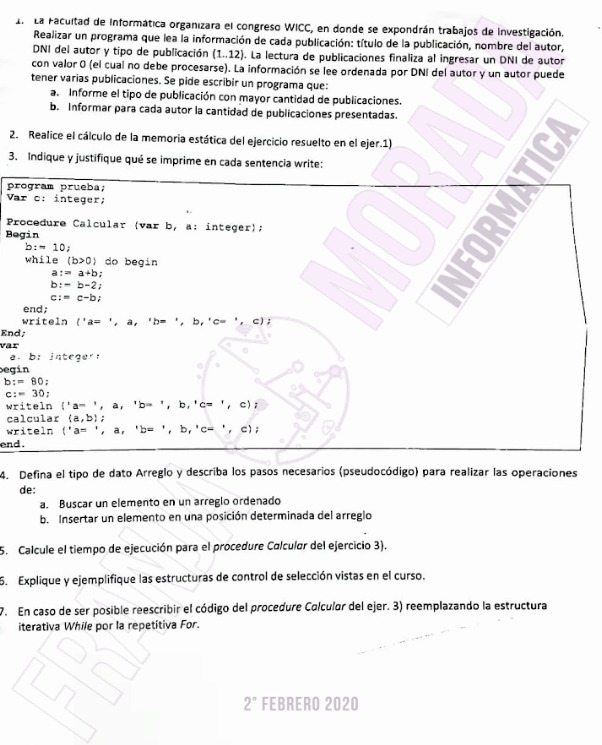 1. La Facultad de Informática organizara el congreso WICC, en donde se expondrán trabajos de Investigación.
Realizar un programa que lea la información de cada publicación: título de la publicación, nombre del autor,
DNI del autor y tipo de publicación (1..12). La lectura de publicaciones finaliza al ingresar un DNI de autor
con valor 0 (el cual no debe procesarse). La información se lee ordenada por DNI del autor y un autor puede
tener varias publicaciones. Se pide escribir un programa que:
a. Informe el tipo de publicación con mayor cantidad de publicaciones.
b. Informar para cada autor la cantidad de publicaciones presentadas.
2. Realice el cálculo de la memoria estática del ejercicio resuelto en el ejer.1)
3. Indique y justifique qué se imprime en cada sentencia write:
program prueba;
Var c: integer;
Procedure Calcular (var b, a: integer);
Begin
b:= 10;
while (b>0) do begin
a:= a+b;
b:= b-2;
c:= c-b;
end;
writeln ('a= ', a, 'b= ', b,'c= ', c);
End;
var
a, b: integer;
begin
b:= 80;
c:= 30;
writeln ('a= ', a, 'b= ', b,'c= ', c);
calcular (a,b);
writeln ('a= ', a, 'b= ', b,'c= ', c);
end.
4. Defina el tipo de dato Arreglo y describa los pasos necesarios (pseudocódigo) para realizar las operaciones
de:
a. Buscar un elemento en un arreglo ordenado
b. Insertar un elemento en una posición determinada del arreglo
5. Calcule el tiempo de ejecución para el procedure Calcular del ejercicio 3).
6. Explique y ejemplifique las estructuras de control de selección vistas en el curso.
7. En caso de ser posible reescribir el código del procedure Calcular del ejer. 3) reemplazando la estructura
iterativa While por la repetitiva For.
FRANJA MORADA
INFORMATICA
2° FEBRERO 2020